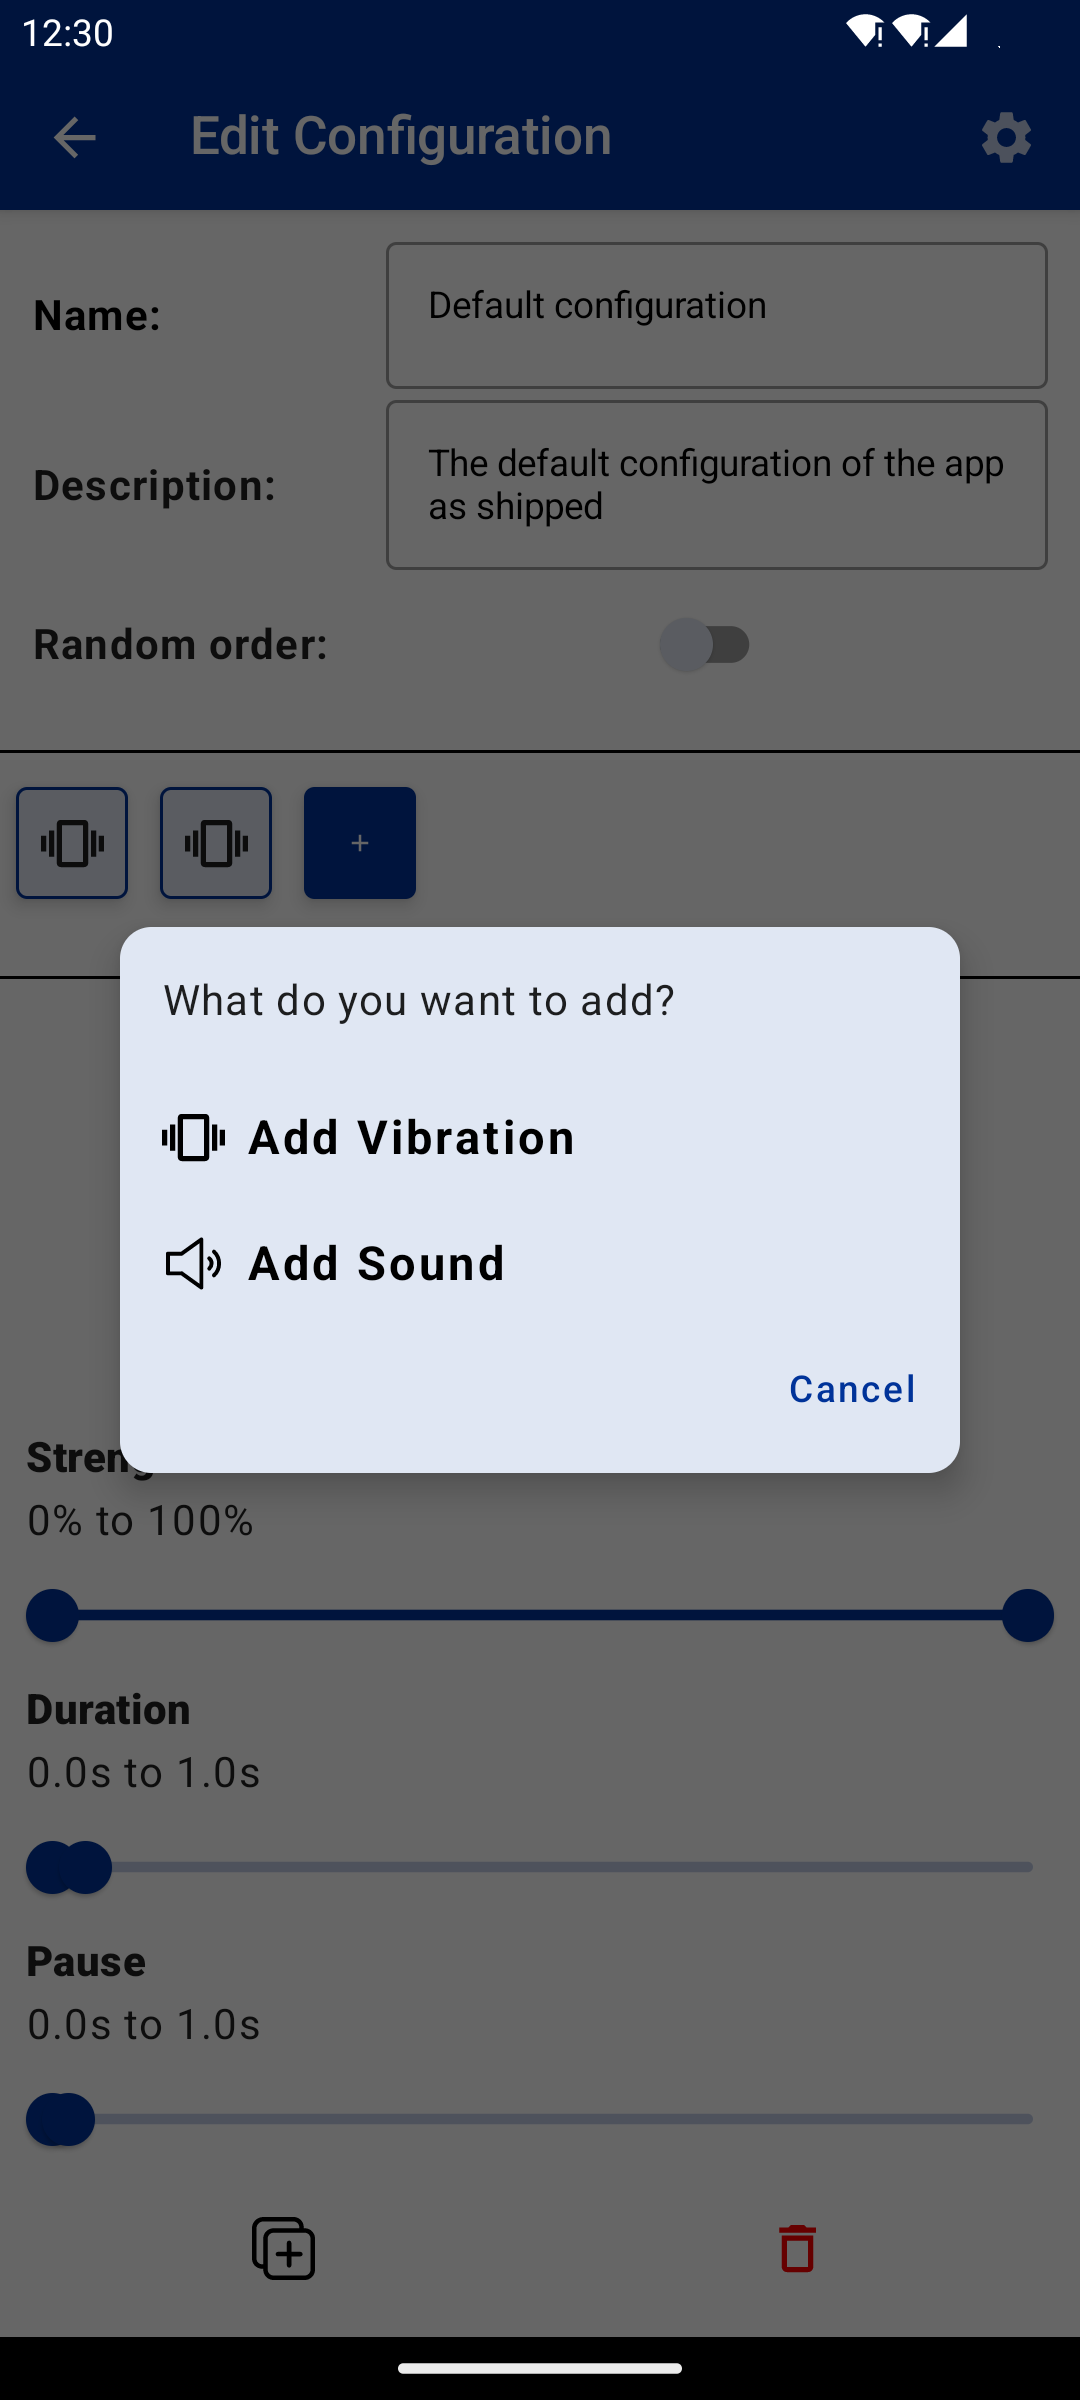 12:30
Edit Configuration
Name:
Default configuration
Description:
The default configuration of the app
as shipped
Random order:
+
What do you want to add?
Add Vibration
Add Sound
Cancel
0% to 100%
Duration
0.0s to 1.0s
Pause
0.0s to 1.0s